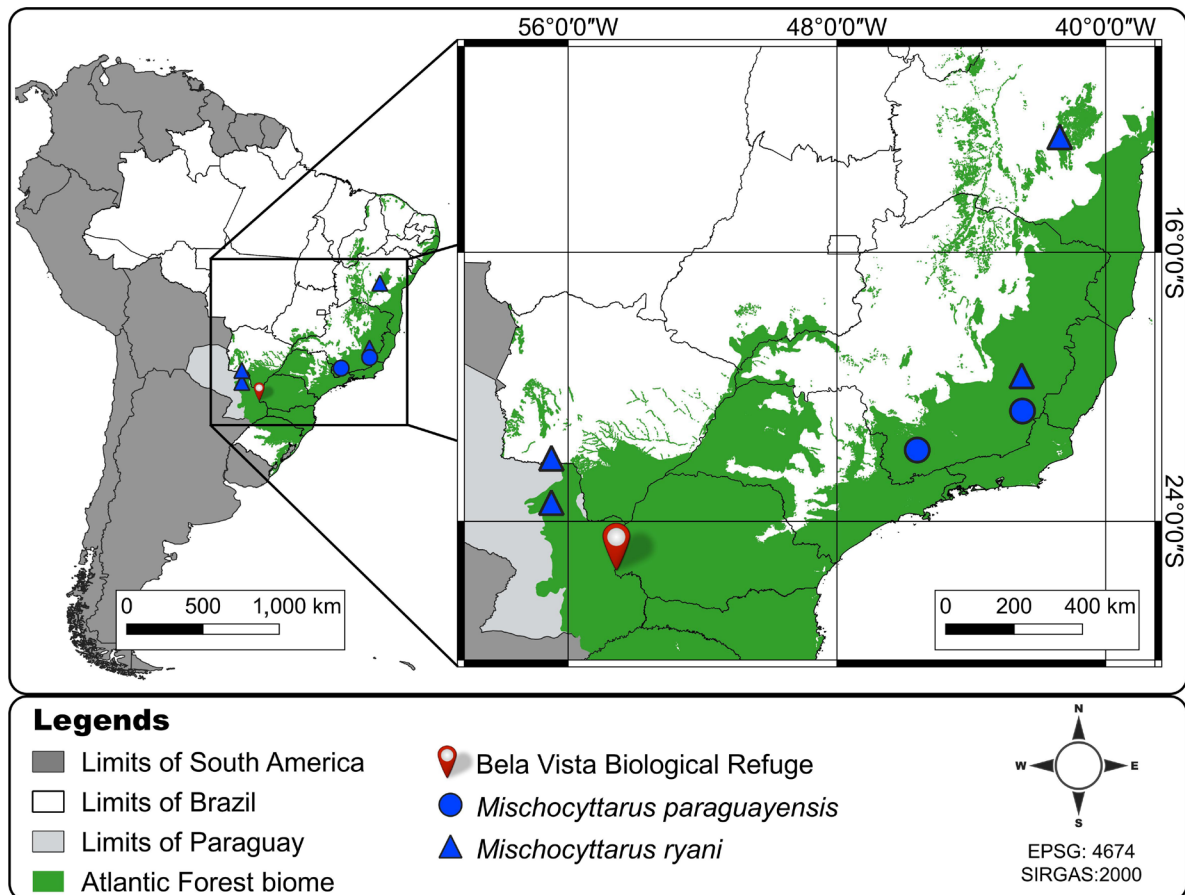 56°0′0″W 48°0′0″W 40°0′0″W
16°0′0″S
24°0′0″S
0 500 1,000 km
0 200 400 km
Legends
Limits of South America
Limits of Brazil
Limits of Paraguay
Atlantic Forest biome
Bela Vista Biological Refuge
Mischocyttarus paraguayensis
Mischocyttarus ryani
N
W E
S
EPSG: 4674
SIRGAS:2000